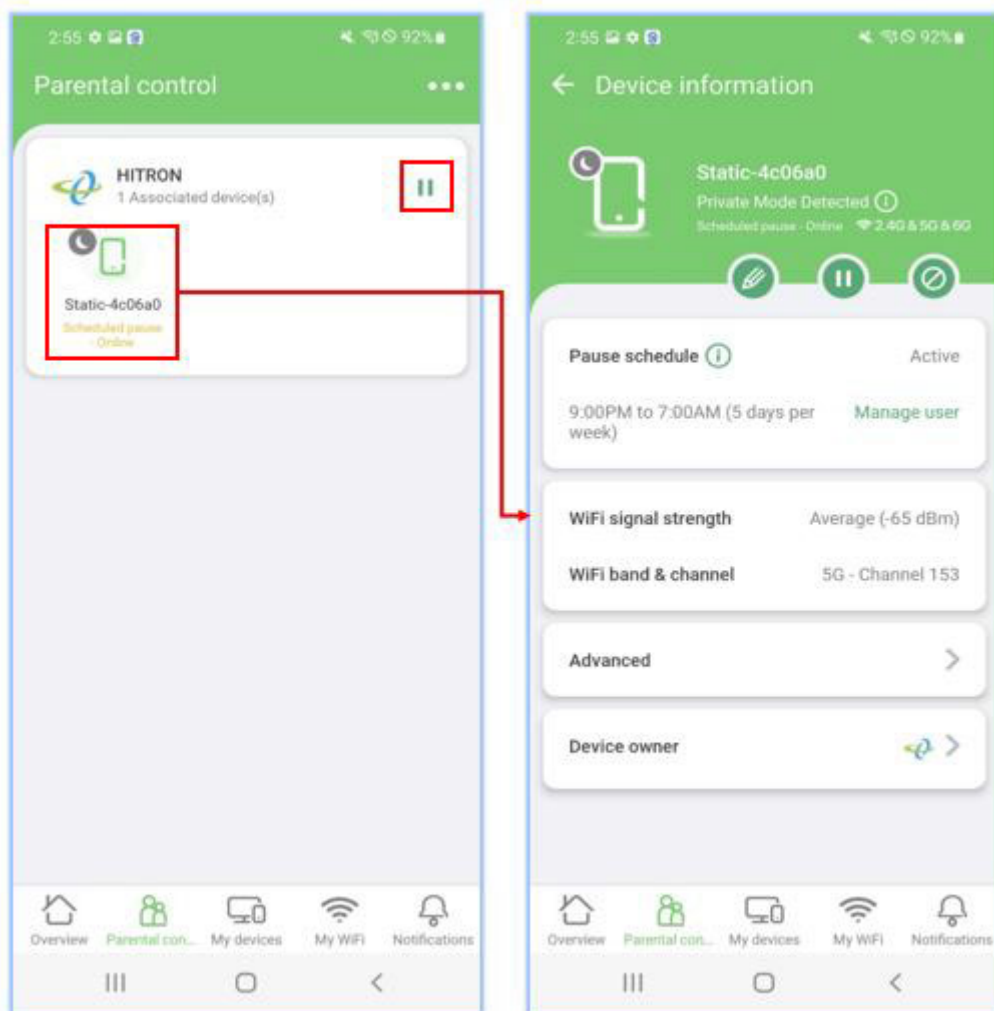 2:55
92%
Parental control
HITRON
1 Associated device(s)
Static-4c06a0
Scheduled pause
- Online
Overview
Parental con...
My devices
My WiFi
Notifications
2:55
92%
Device information
Static-4c06a0
Private Mode Detected
Scheduled pause - Online 2.4G & 5G & 6G
Pause schedule
Active
9:00PM to 7:00AM (5 days per
week)
Manage user
WiFi signal strength
Average (-65 dBm)
WiFi band & channel
5G - Channel 153
Advanced
Device owner
Overview
Parental con...
My devices
My WiFi
Notifications